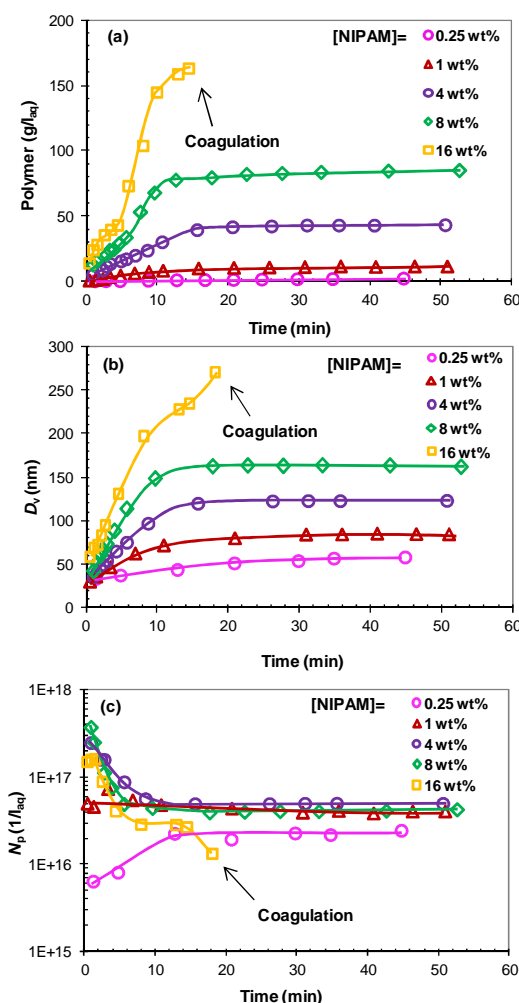 (a)
[NIPAM]=
0.25 wt%
1 wt%
4 wt%
8 wt%
16 wt%
Coagulation
Polymer (g/l_aq)
200
150
100
50
0
0 10 20 30 40 50 60
Time (min)
(b)
[NIPAM]=
0.25 wt%
1 wt%
4 wt%
8 wt%
16 wt%
Coagulation
D_v (nm)
300
250
200
150
100
50
0
0 10 20 30 40 50 60
Time (min)
(c)
[NIPAM]=
0.25 wt%
1 wt%
4 wt%
8 wt%
16 wt%
Coagulation
N_p (1/l_aq)
1E+18
1E+17
1E+16
1E+15
0 10 20 30 40 50 60
Time (min)